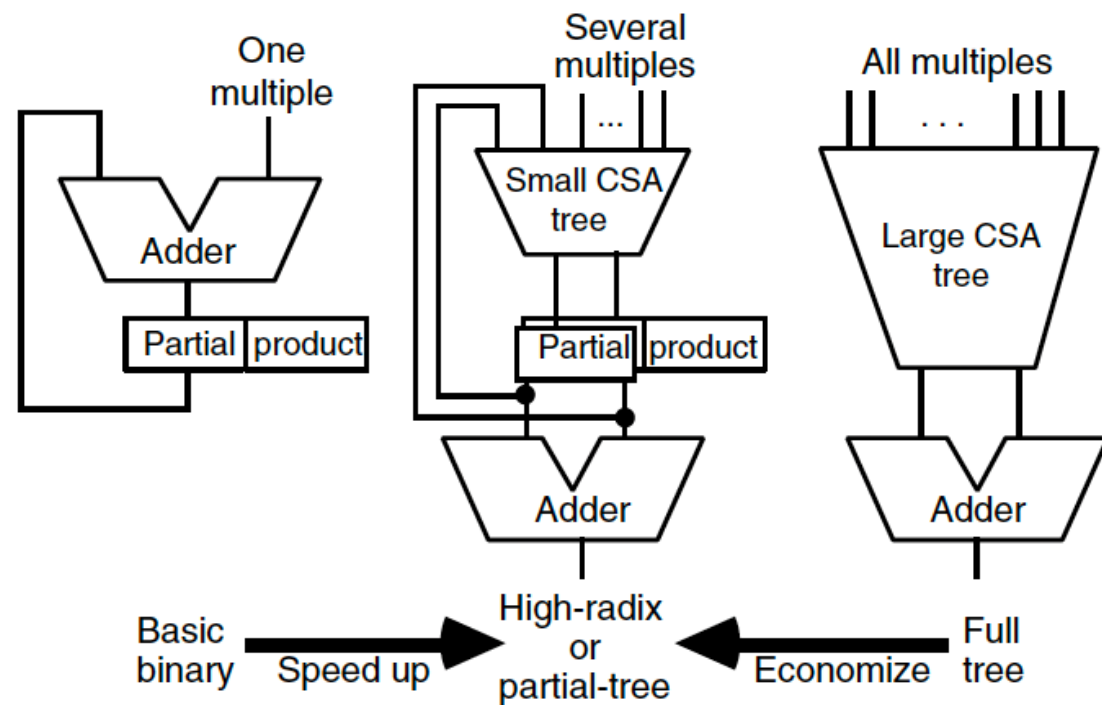 One
multiple
Adder
Partial product
Several
multiples
...
Small CSA
tree
Partial product
Adder
All multiples
. . .
Large CSA
tree
Adder
Basic
binary
Speed up
High-radix
or
partial-tree
Economize
Full
tree